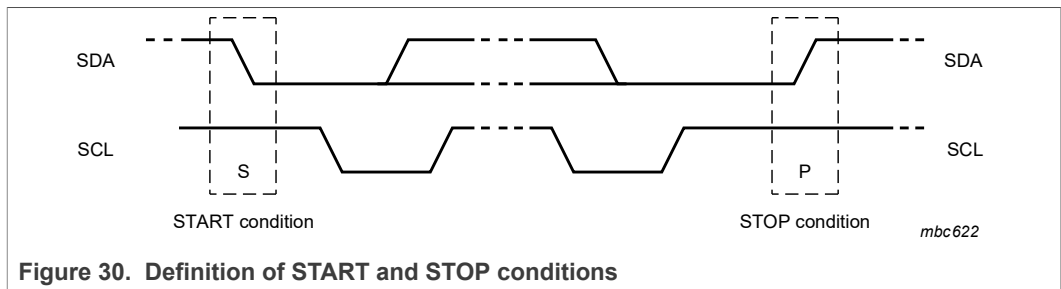 SDA
SDA
SCL
SCL
S
P
START condition
STOP condition
mbc622
Figure 30. Definition of START and STOP conditions